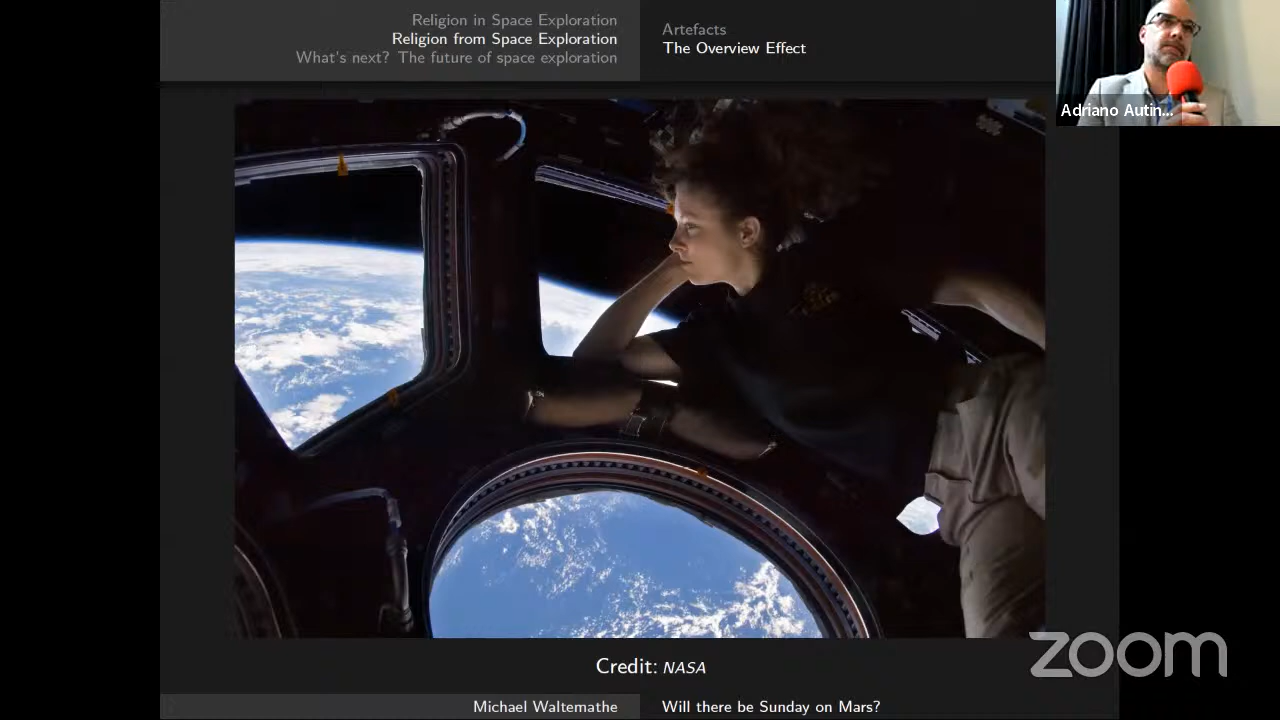 Religion in Space Exploration
Religion from Space Exploration
What's next? The future of space exploration
Artefacts
The Overview Effect
Adriano Autin...
Credit: NASA
zoom
Michael Waltemathe
Will there be Sunday on Mars?